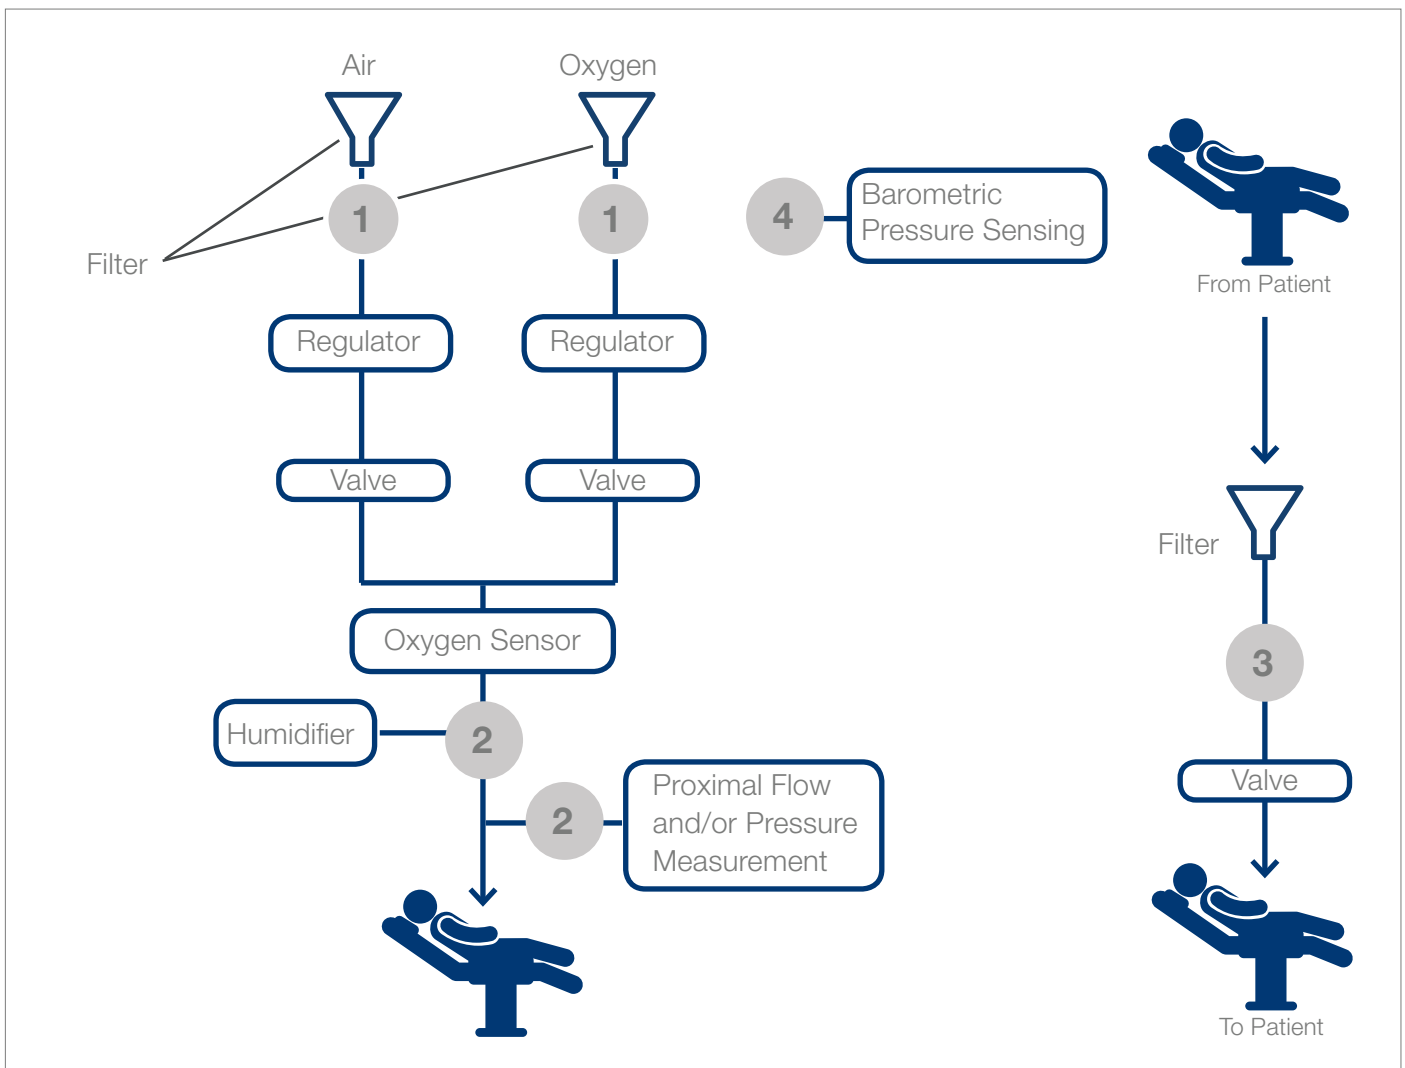 Air
Oxygen
1
1
Filter
4
Barometric
Pressure Sensing
From Patient
Regulator
Regulator
Valve
Valve
Filter
Oxygen Sensor
3
Humidifier
2
2
Proximal Flow
and/or Pressure
Measurement
Valve
To Patient